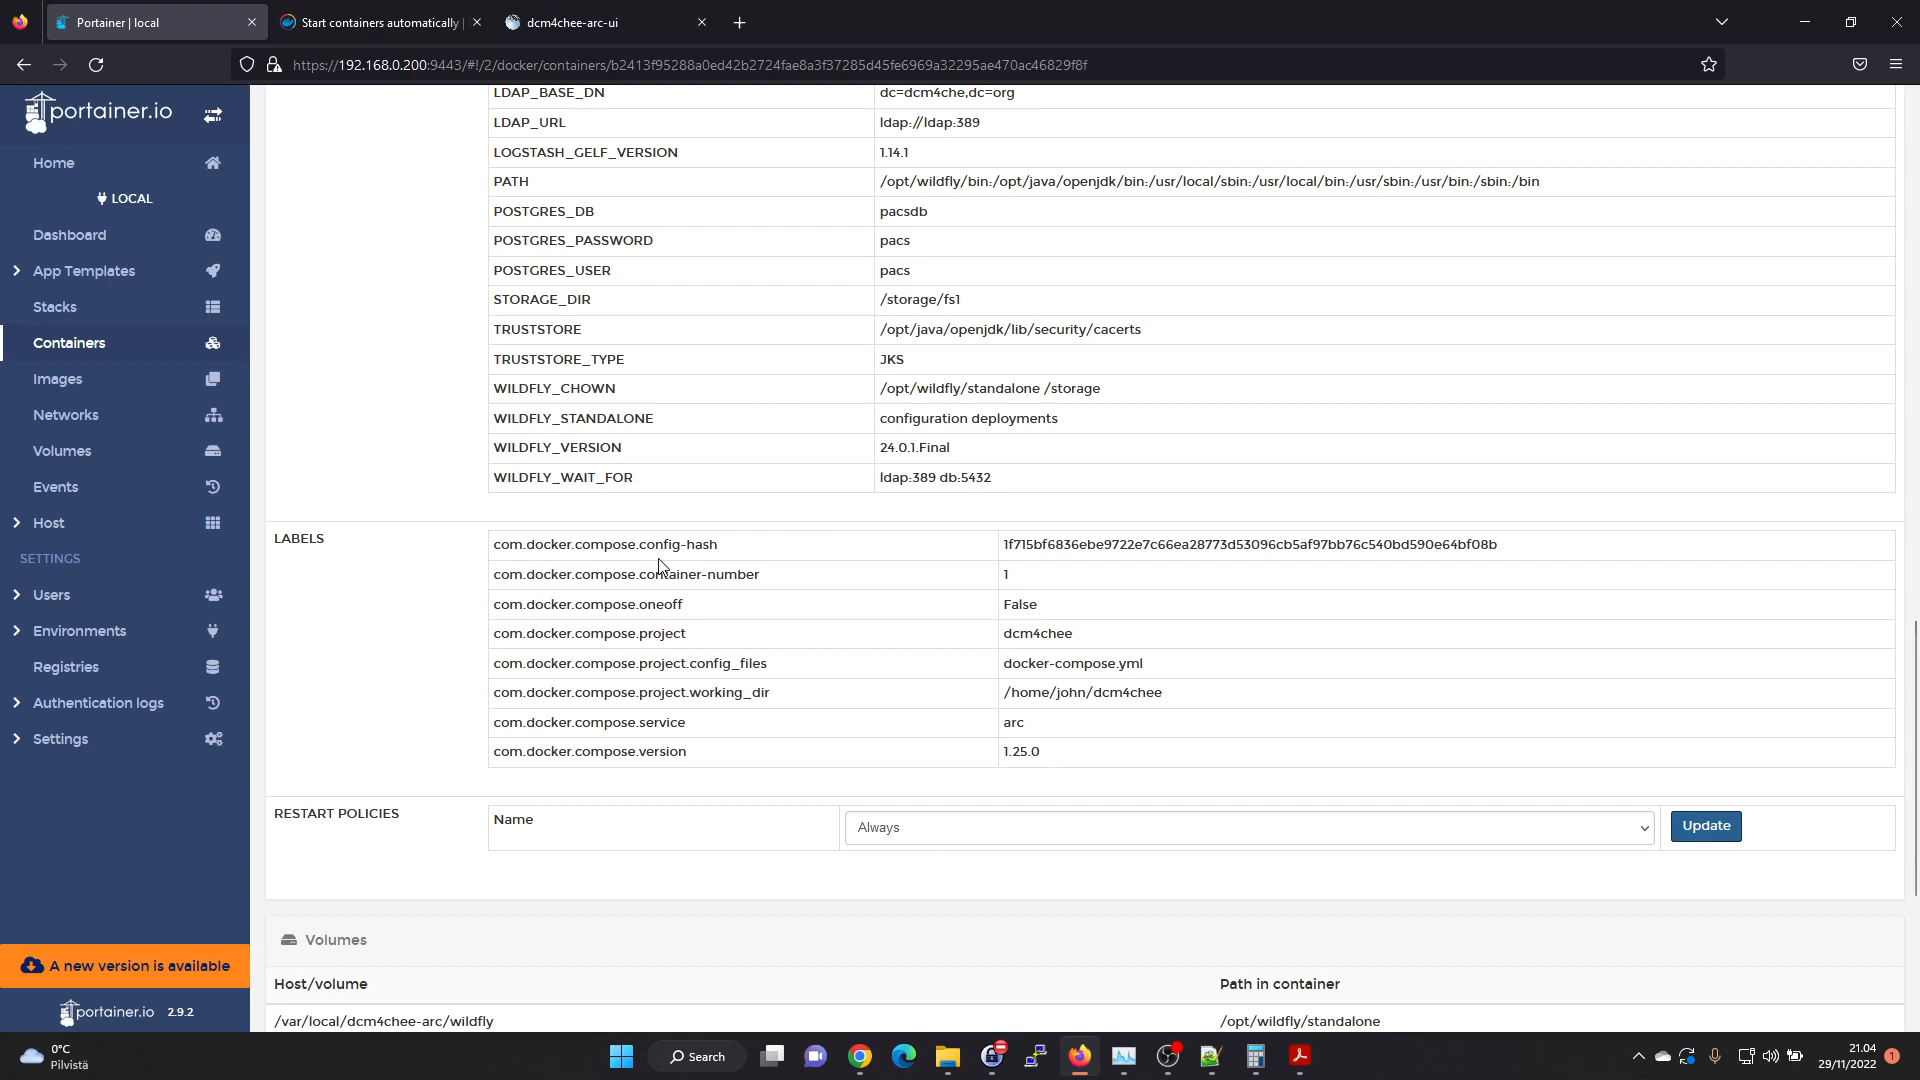 Portainer | local
Start containers automatically |
dcm4chee-arc-ui
https://192.168.0.200:9443/#!/2/docker/containers/b2413f95288a0ed42b2724fae8a3f37285d45fe6969a32295ae470ac46829f8f
portainer.io
Home
LOCAL
Dashboard
App Templates
Stacks
Containers
Images
Networks
Volumes
Events
Host
SETTINGS
Users
Environments
Registries
Authentication logs
Settings
A new version is available
portainer.io 2.9.2
LDAP_BASE_DN dc=dcm4che,dc=org
LDAP_URL ldap://ldap:389
LOGSTASH_GELF_VERSION 1.14.1
PATH /opt/wildfly/bin:/opt/java/openjdk/bin:/usr/local/sbin:/usr/local/bin:/usr/sbin:/usr/bin:/sbin:/bin
POSTGRES_DB pacsdb
POSTGRES_PASSWORD pacs
POSTGRES_USER pacs
STORAGE_DIR /storage/fs1
TRUSTSTORE /opt/java/openjdk/lib/security/cacerts
TRUSTSTORE_TYPE JKS
WILDFLY_CHOWN /opt/wildfly/standalone /storage
WILDFLY_STANDALONE configuration deployments
WILDFLY_VERSION 24.0.1.Final
WILDFLY_WAIT_FOR ldap:389 db:5432
LABELS
com.docker.compose.config-hash 1f715bf6836ebe9722e7c66ea28773d53096cb5af97bb76c540bd590e64bf08b
com.docker.compose.container-number 1
com.docker.compose.oneoff False
com.docker.compose.project dcm4chee
com.docker.compose.project.config_files docker-compose.yml
com.docker.compose.project.working_dir /home/john/dcm4chee
com.docker.compose.service arc
com.docker.compose.version 1.25.0
RESTART POLICIES Name Always Update
Volumes
Host/volume Path in container
/var/local/dcm4chee-arc/wildfly /opt/wildfly/standalone
0°C
Pilvistä
Search
21.04
29/11/2022
1